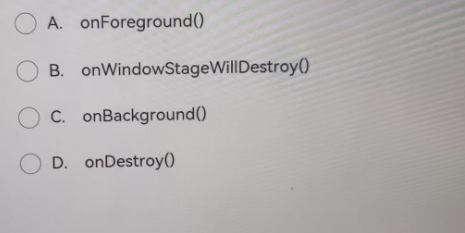 A. onForeground()
B. onWindowStageWillDestroy()
C. onBackground()
D. onDestroy()